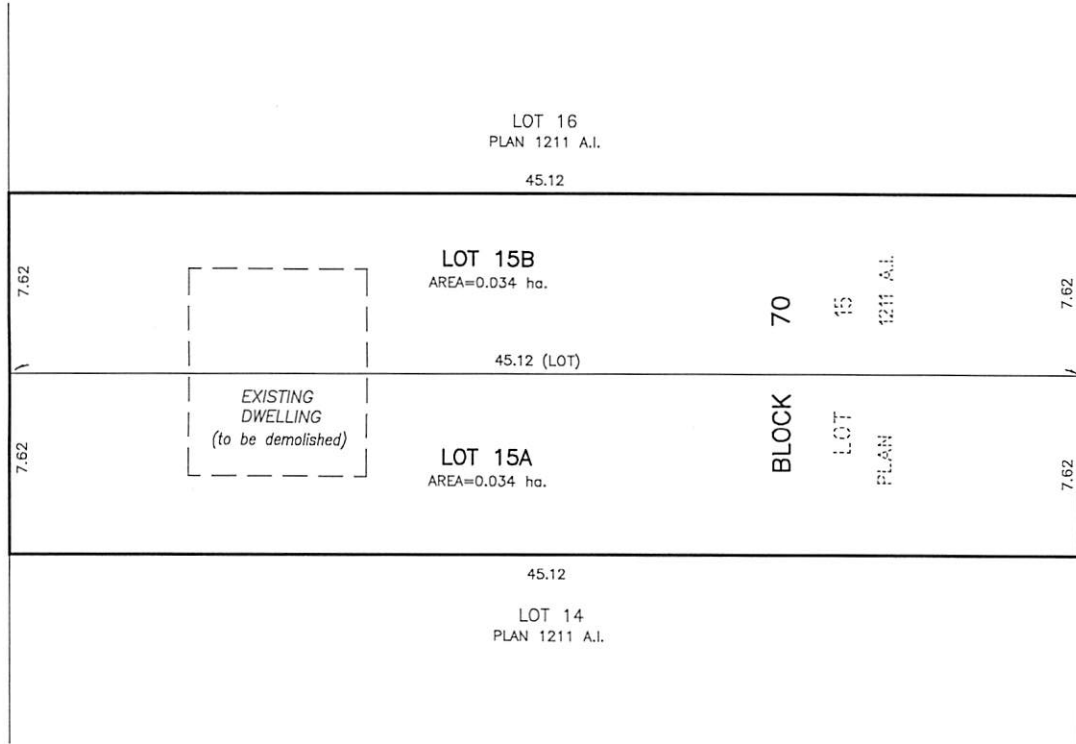 LOT 16
PLAN 1211 A.I.
45.12
LOT 15B
AREA=0.034 ha.
7.62
7.62
BLOCK 70
LOT 15
PLAN 1211 A.I.
45.12 (LOT)
EXISTING
DWELLING
(to be demolished)
LOT 15A
AREA=0.034 ha.
7.62
7.62
45.12
LOT 14
PLAN 1211 A.I.